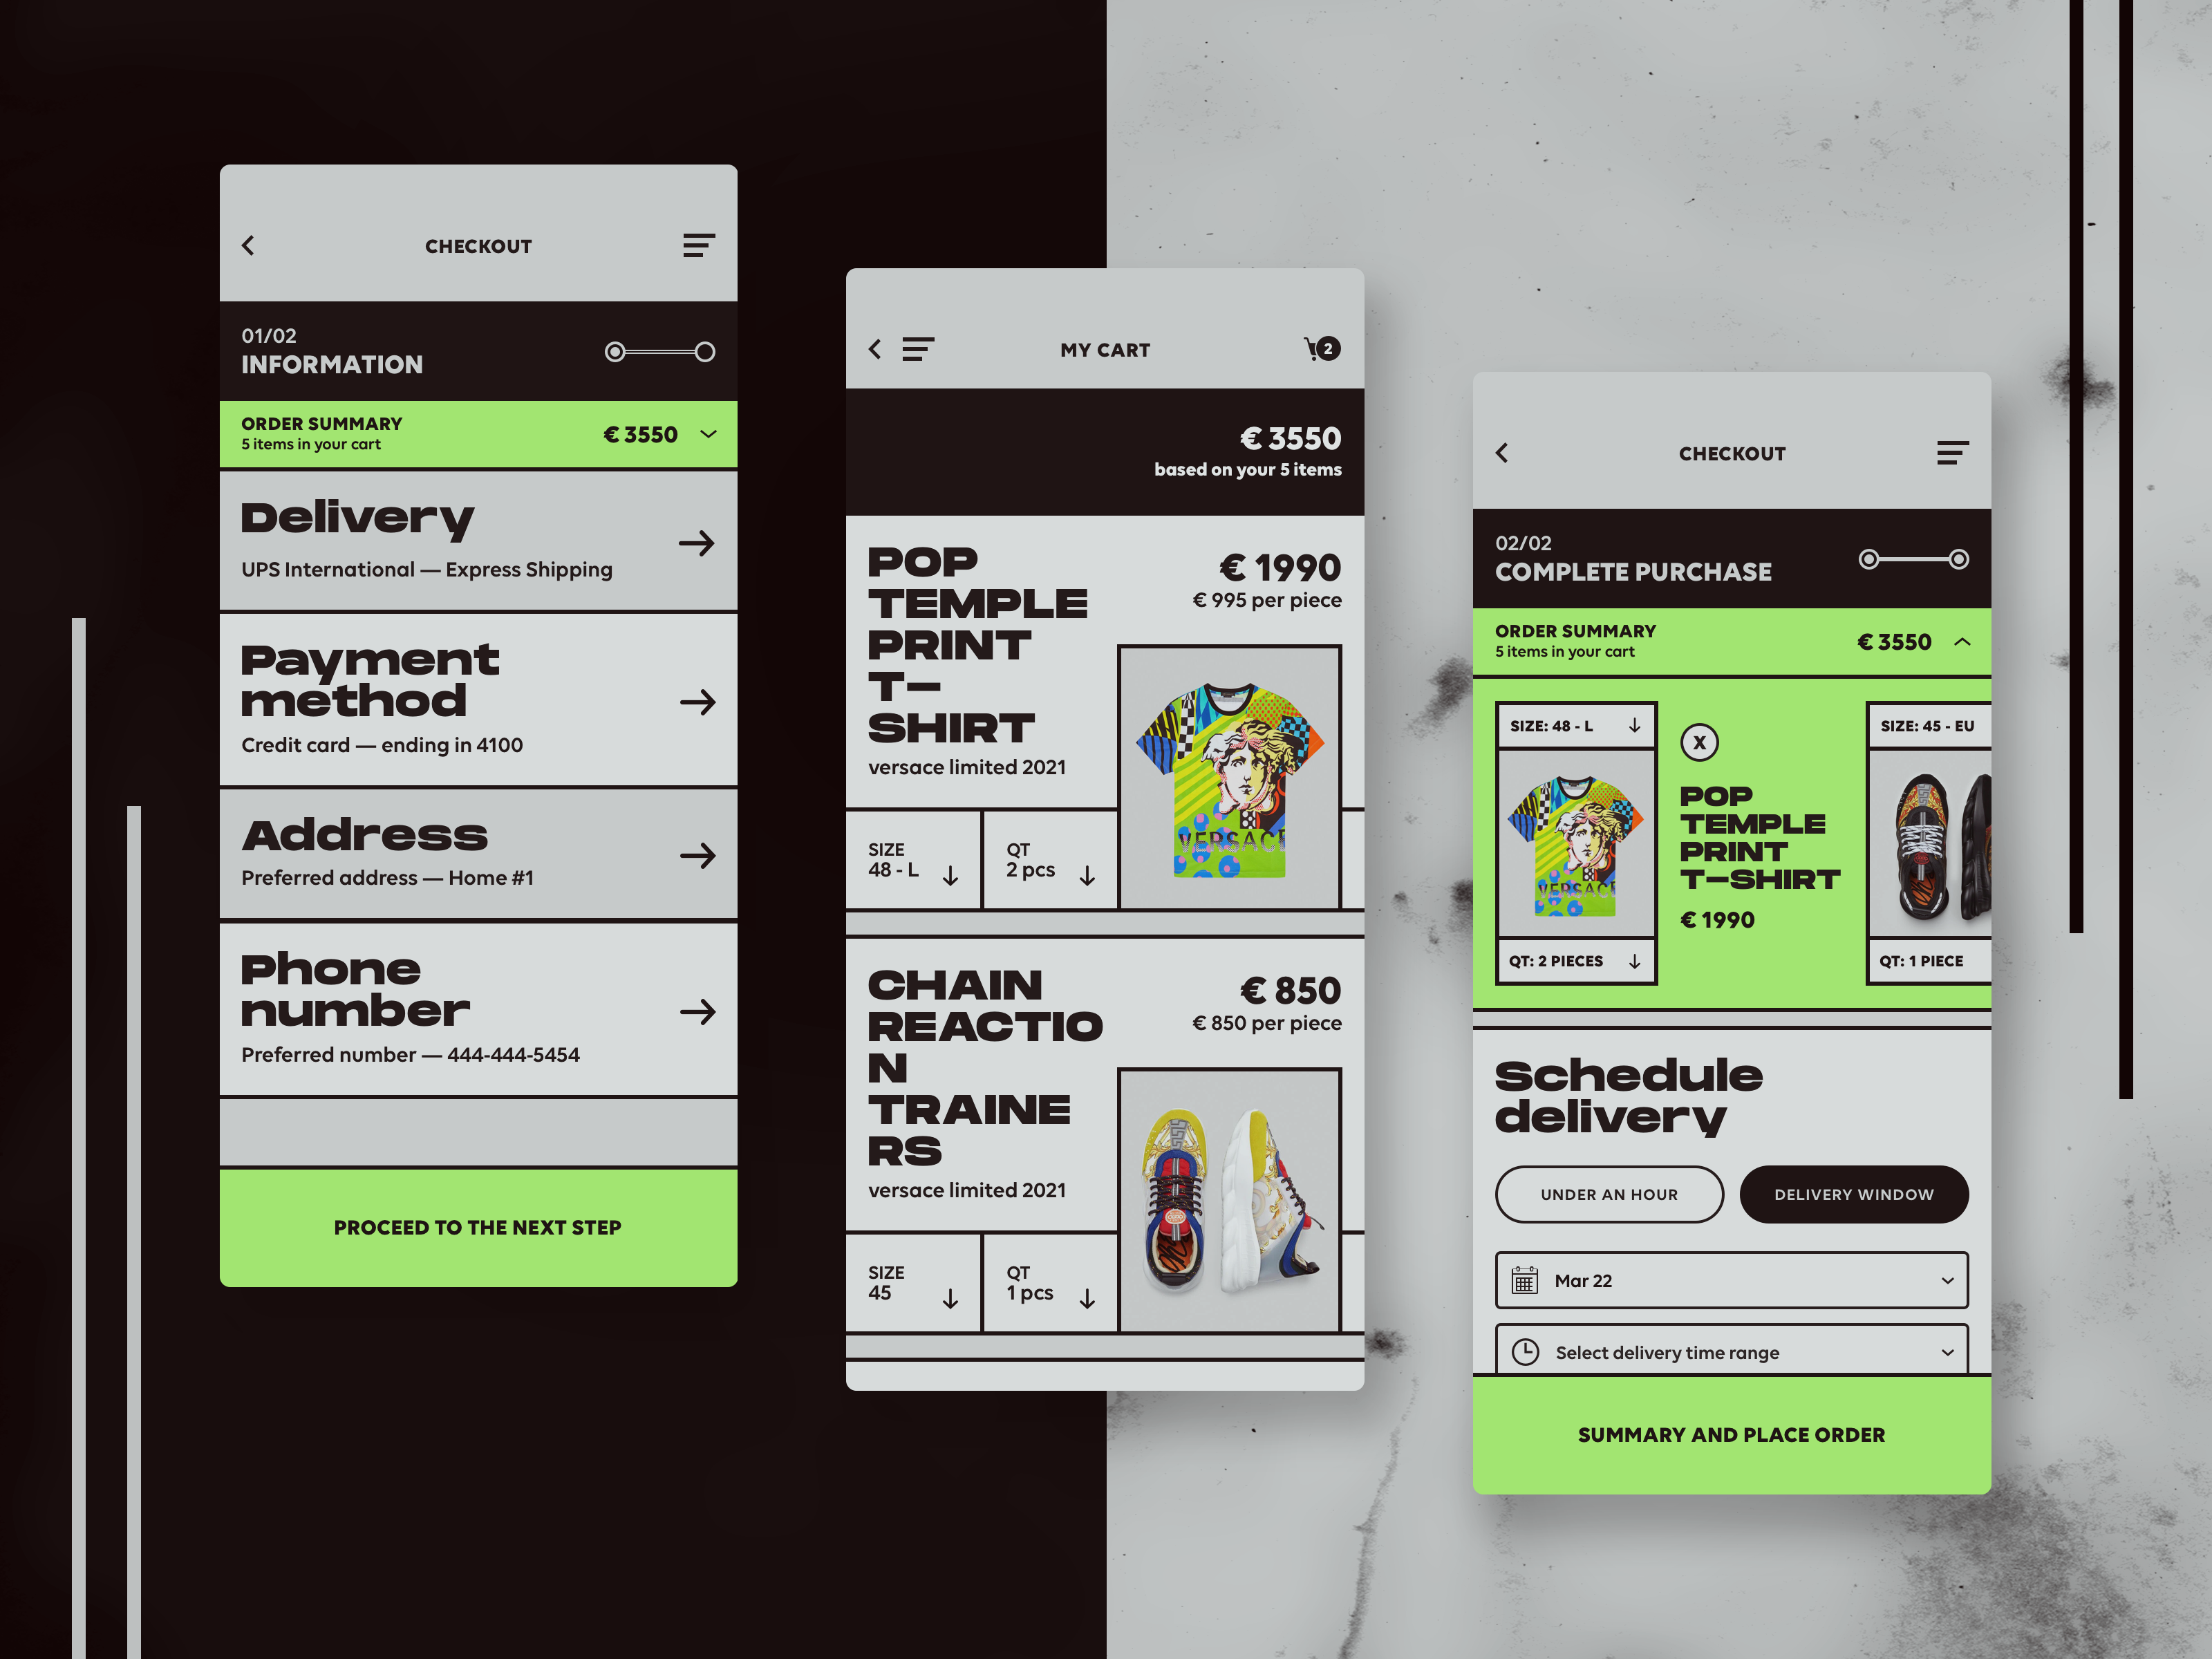 CHECKOUT
01/02
INFORMATION
ORDER SUMMARY
5 items in your cart
€ 3550
Delivery
UPS International — Express Shipping
Payment
method
Credit card — ending in 4100
Address
Preferred address — Home #1
Phone
number
Preferred number — 444-444-5454
PROCEED TO THE NEXT STEP
MY CART
2
€ 3550
based on your 5 items
POP
TEMPLE
PRINT
T-
SHIRT
versace limited 2021
€ 1990
€ 995 per piece
VERSACE
SIZE
48 - L
QT
2 pcs
CHAIN
REACTIO
N
TRAINE
RS
versace limited 2021
€ 850
€ 850 per piece
SIZE
45
QT
1 pcs
CHECKOUT
02/02
COMPLETE PURCHASE
ORDER SUMMARY
5 items in your cart
€ 3550
SIZE: 48 - L
VERSACE
QT: 2 PIECES
X
POP
TEMPLE
PRINT
T-SHIRT
€ 1990
SIZE: 45 - EU
QT: 1 PIECE
Schedule
delivery
UNDER AN HOUR
DELIVERY WINDOW
Mar 22
Select delivery time range
SUMMARY AND PLACE ORDER